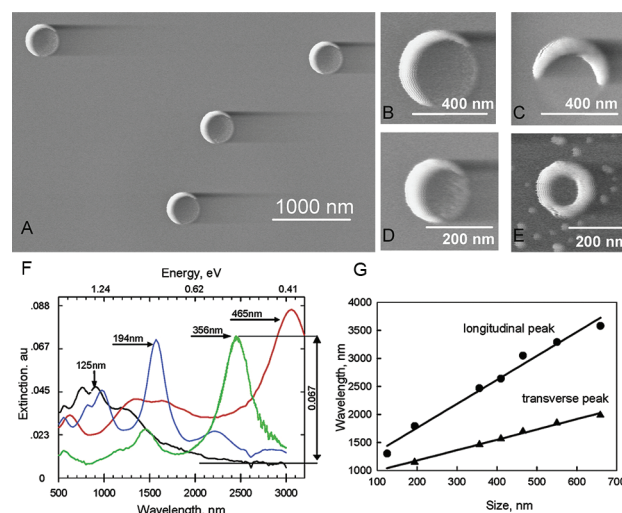 A
1000 nm
B
400 nm
C
400 nm
D
200 nm
E
200 nm
F
Energy, eV
1.24 0.62 0.41
Extinction. au
.088
.067
.045
.023
0
125nm
194nm
356nm
465nm
0.067
500 1000 1500 2000 2500 3000
Wavelength, nm
G
Wavelength, nm
4000
3500
3000
2500
2000
1500
1000
longitudinal peak
transverse peak
100 200 300 400 500 600 700
Size, nm